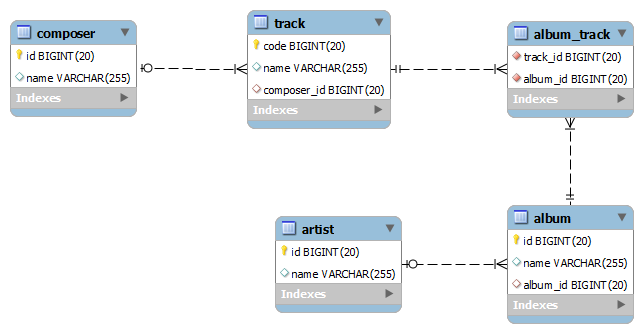 composer
id BIGINT(20)
name VARCHAR(255)
Indexes
track
code BIGINT(20)
name VARCHAR(255)
composer_id BIGINT(20)
Indexes
album_track
track_id BIGINT(20)
album_id BIGINT(20)
Indexes
artist
id BIGINT(20)
name VARCHAR(255)
Indexes
album
id BIGINT(20)
name VARCHAR(255)
album_id BIGINT(20)
Indexes